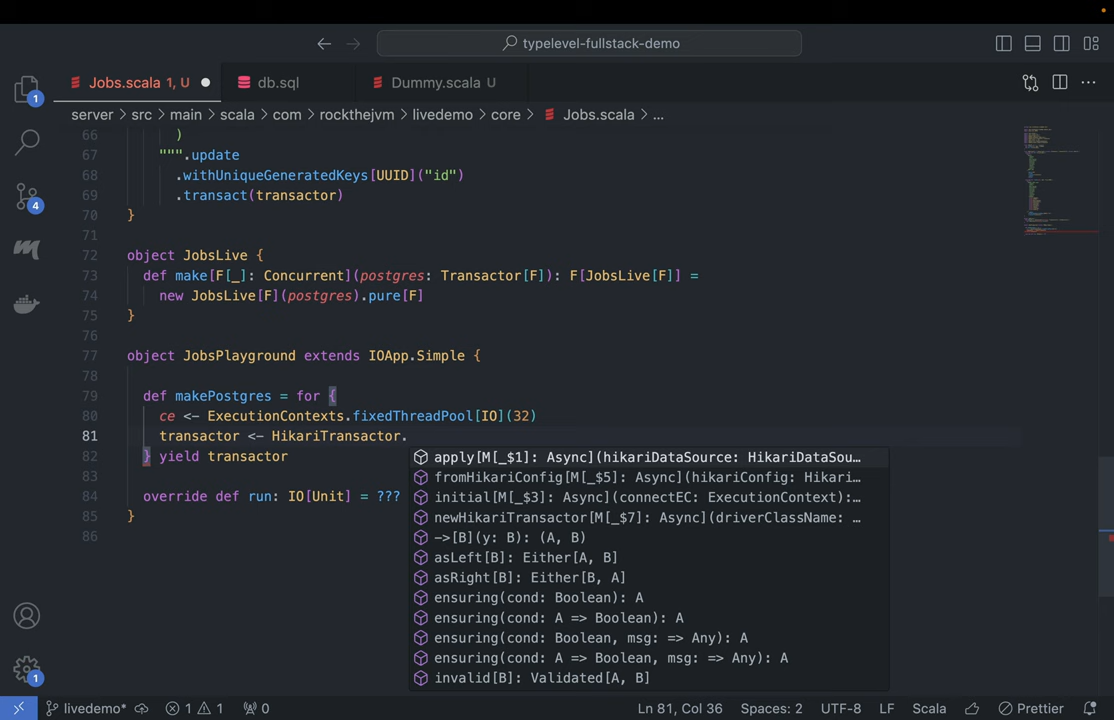 typelevel-fullstack-demo
Jobs.scala 1, U
db.sql
Dummy.scala U
server > src > main > scala > com > rockthejvm > livedemo > core > Jobs.scala > ...
66 )
67 """.update
68 .withUniqueGeneratedKeys[UUID]("id")
69 .transact(transactor)
70 }
71
72 object JobsLive {
73 def make[F[_]: Concurrent](postgres: Transactor[F]): F[JobsLive[F]] =
74 new JobsLive[F](postgres).pure[F]
75 }
76
77 object JobsPlayground extends IOApp.Simple {
78
79 def makePostgres = for {
80 ce <- ExecutionContexts.fixedThreadPool[IO](32)
81 transactor <- HikariTransactor.
82 } yield transactor
83
84 override def run: IO[Unit] = ???
85 }
86
apply[M[_$1]: Async](hikariDataSource: HikariDataSou…
fromHikariConfig[M[_$5]: Async](hikariConfig: Hikari…
initial[M[_$3]: Async](connectEC: ExecutionContext):…
newHikariTransactor[M[_$7]: Async](driverClassName: …
->[B](y: B): (A, B)
asLeft[B]: Either[A, B]
asRight[B]: Either[B, A]
ensuring(cond: Boolean): A
ensuring(cond: A => Boolean): A
ensuring(cond: Boolean, msg: => Any): A
ensuring(cond: A => Boolean, msg: => Any): A
invalid[B]: Validated[A, B]
1
4
1
livedemo* 1 1 0 Ln 81, Col 36 Spaces: 2 UTF-8 LF Scala Prettier